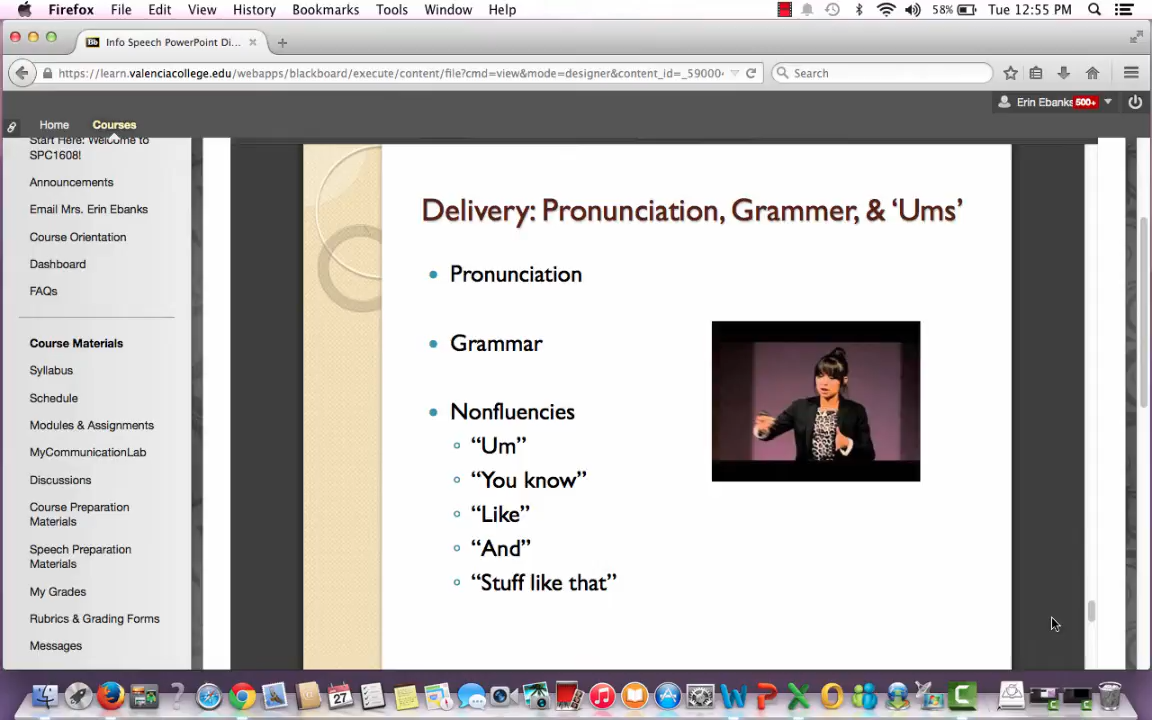 Firefox File Edit View History Bookmarks Tools Window Help 58% Tue 12:55 PM
Bb Info Speech PowerPoint Di...
https://learn.valenciacollege.edu/webapps/blackboard/execute/content/file?cmd=view&mode=designer&content_id=_59000 Search
Erin Ebanks 500+
Home Courses
Start Here: Welcome to
SPC1608!
Announcements
Email Mrs. Erin Ebanks
Course Orientation
Dashboard
FAQs
Course Materials
Syllabus
Schedule
Modules & Assignments
MyCommunicationLab
Discussions
Course Preparation
Materials
Speech Preparation
Materials
My Grades
Rubrics & Grading Forms
Messages
Delivery: Pronunciation, Grammer, & ‘Ums’
Pronunciation
Grammar
Nonfluencies
“Um”
“You know”
“Like”
“And”
“Stuff like that”